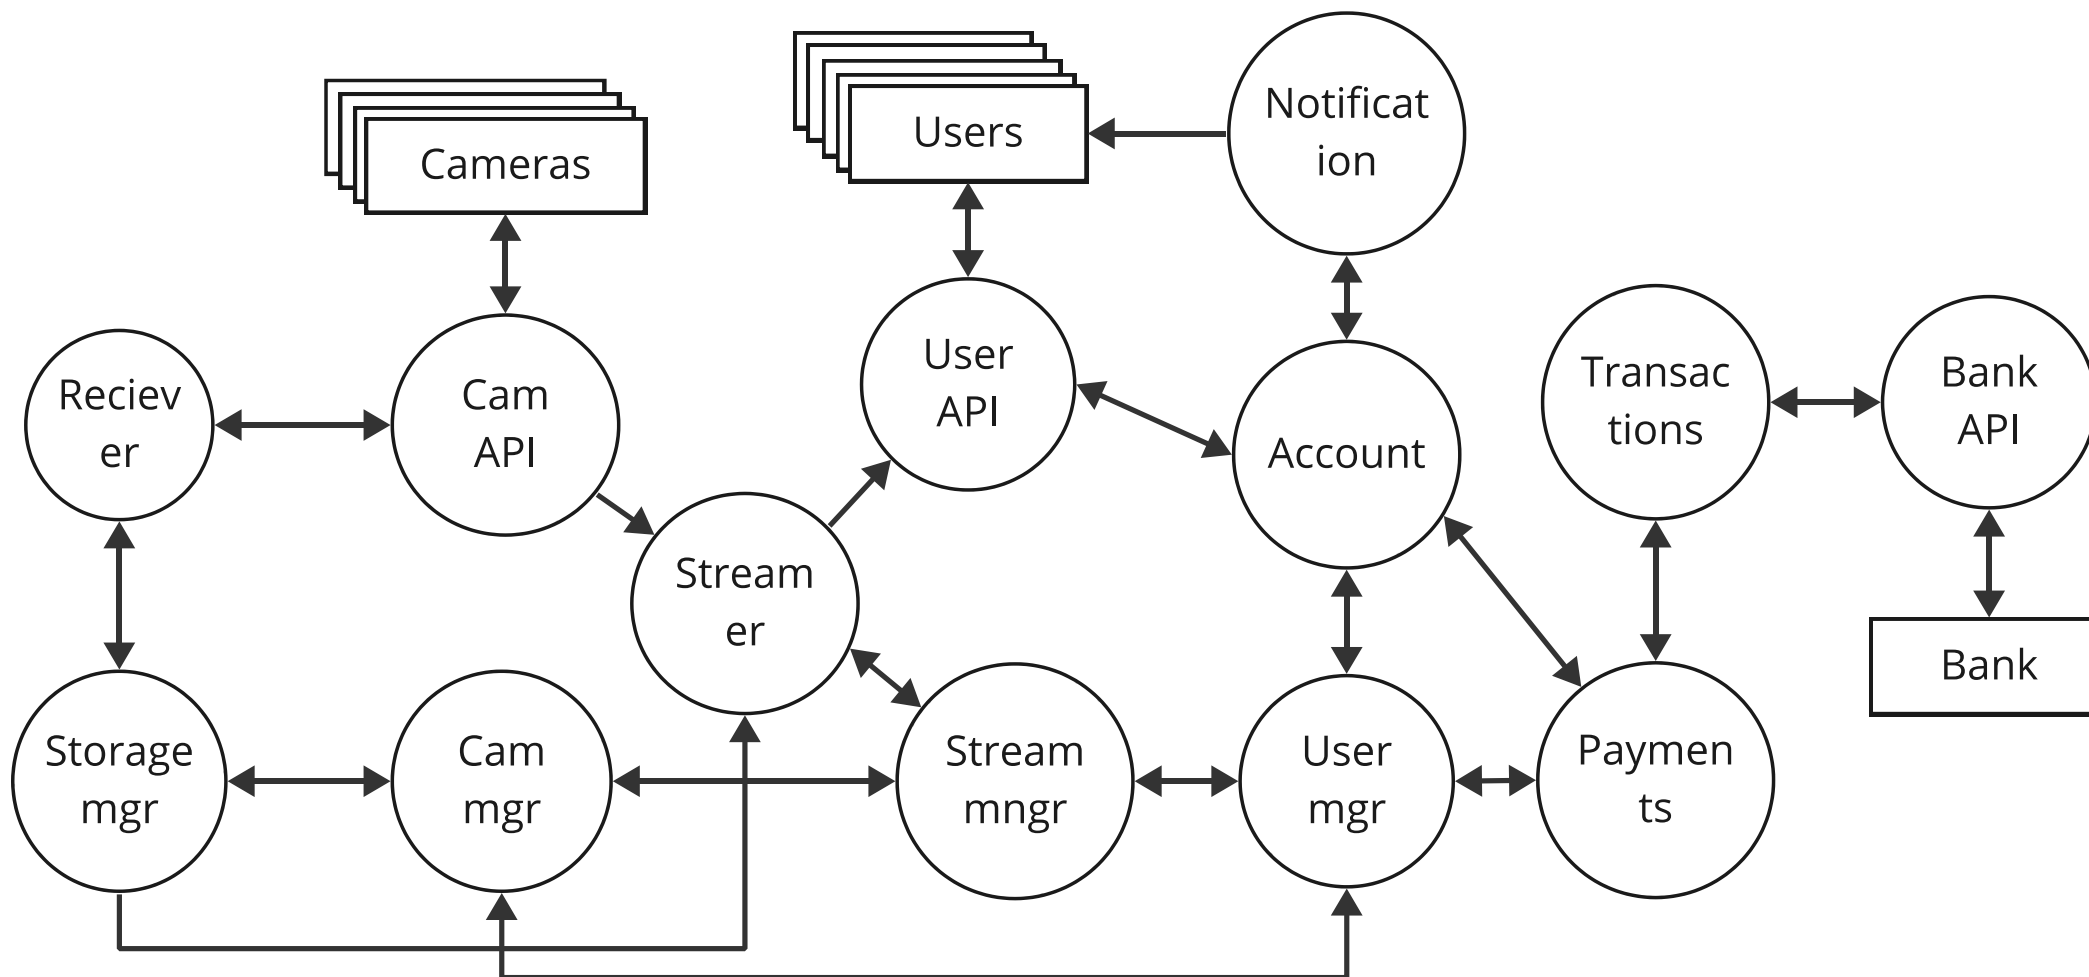 Notificat
ion
Users
Cameras
User
API
Transac
tions
Bank
API
Reciev
er
Cam
API
Account
Stream
er
Bank
Storage
mgr
Cam
mgr
Stream
mngr
User
mgr
Paymen
ts